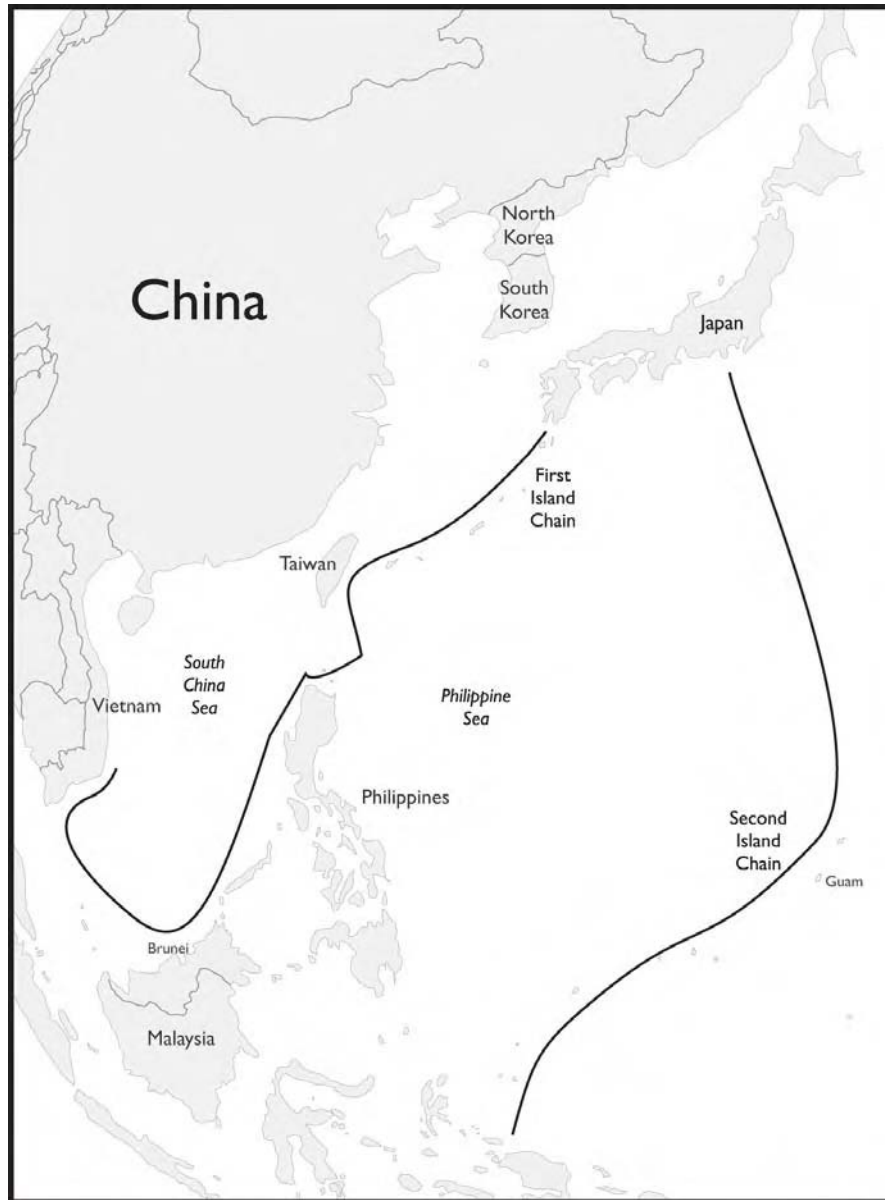 North
Korea
South
Korea
China
Japan
First
Island
Chain
Taiwan
South
China
Sea
Vietnam
Philippine
Sea
Philippines
Second
Island
Chain
Guam
Brunei
Malaysia